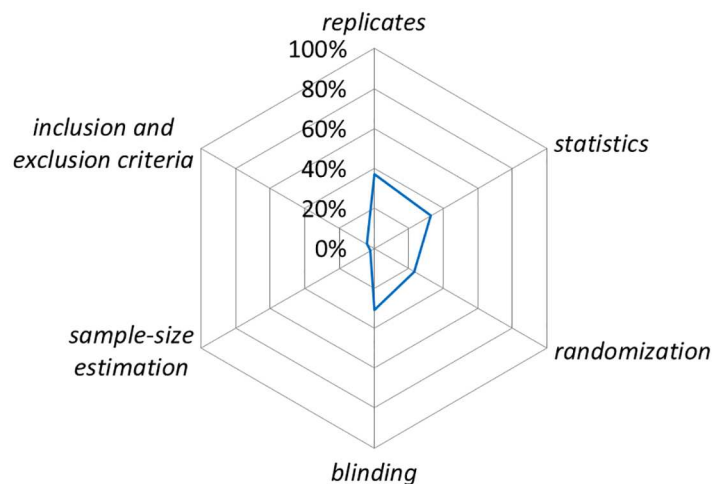 replicates
100%
80%
60%
40%
20%
0%
inclusion and
exclusion criteria
statistics
sample-size
estimation
randomization
blinding